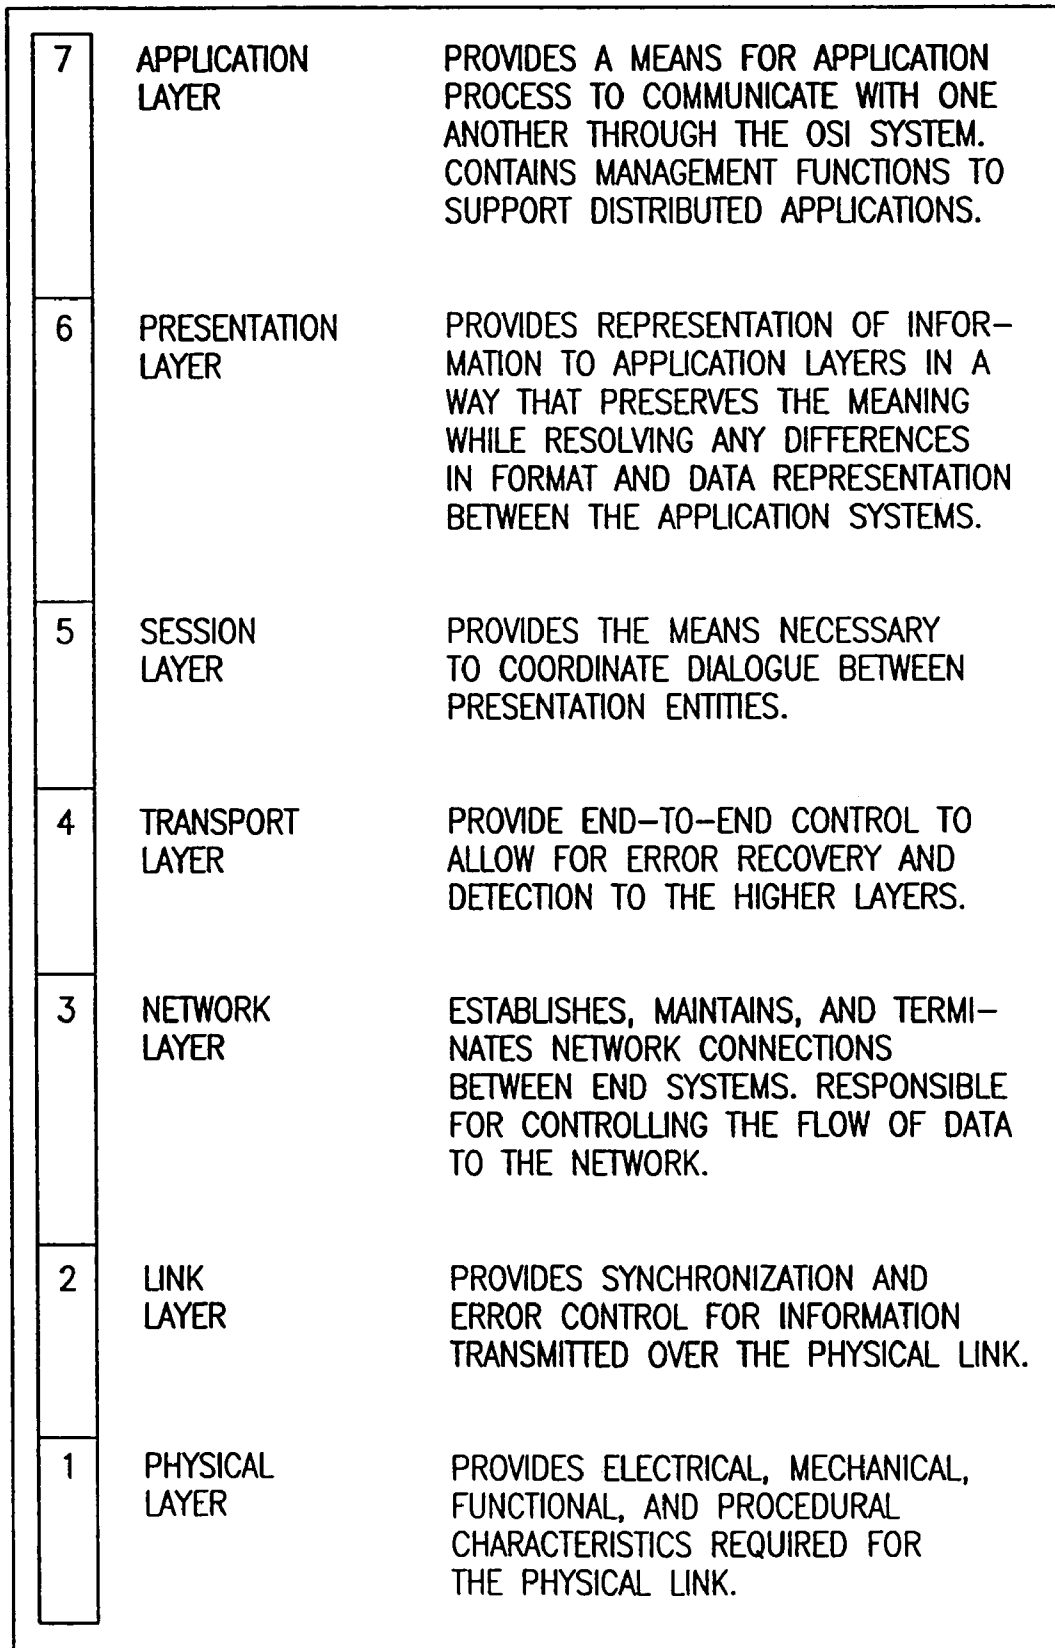 7 APPLICATION PROVIDES A MEANS FOR APPLICATION
LAYER PROCESS TO COMMUNICATE WITH ONE
ANOTHER THROUGH THE OSI SYSTEM.
CONTAINS MANAGEMENT FUNCTIONS TO
SUPPORT DISTRIBUTED APPLICATIONS.
6 PRESENTATION PROVIDES REPRESENTATION OF INFOR-
LAYER MATION TO APPLICATION LAYERS IN A
WAY THAT PRESERVES THE MEANING
WHILE RESOLVING ANY DIFFERENCES
IN FORMAT AND DATA REPRESENTATION
BETWEEN THE APPLICATION SYSTEMS.
5 SESSION PROVIDES THE MEANS NECESSARY
LAYER TO COORDINATE DIALOGUE BETWEEN
PRESENTATION ENTITIES.
4 TRANSPORT PROVIDE END-TO-END CONTROL TO
LAYER ALLOW FOR ERROR RECOVERY AND
DETECTION TO THE HIGHER LAYERS.
3 NETWORK ESTABLISHES, MAINTAINS, AND TERMI-
LAYER NATES NETWORK CONNECTIONS
BETWEEN END SYSTEMS. RESPONSIBLE
FOR CONTROLLING THE FLOW OF DATA
TO THE NETWORK.
2 LINK PROVIDES SYNCHRONIZATION AND
LAYER ERROR CONTROL FOR INFORMATION
TRANSMITTED OVER THE PHYSICAL LINK.
1 PHYSICAL PROVIDES ELECTRICAL, MECHANICAL,
LAYER FUNCTIONAL, AND PROCEDURAL
CHARACTERISTICS REQUIRED FOR
THE PHYSICAL LINK.